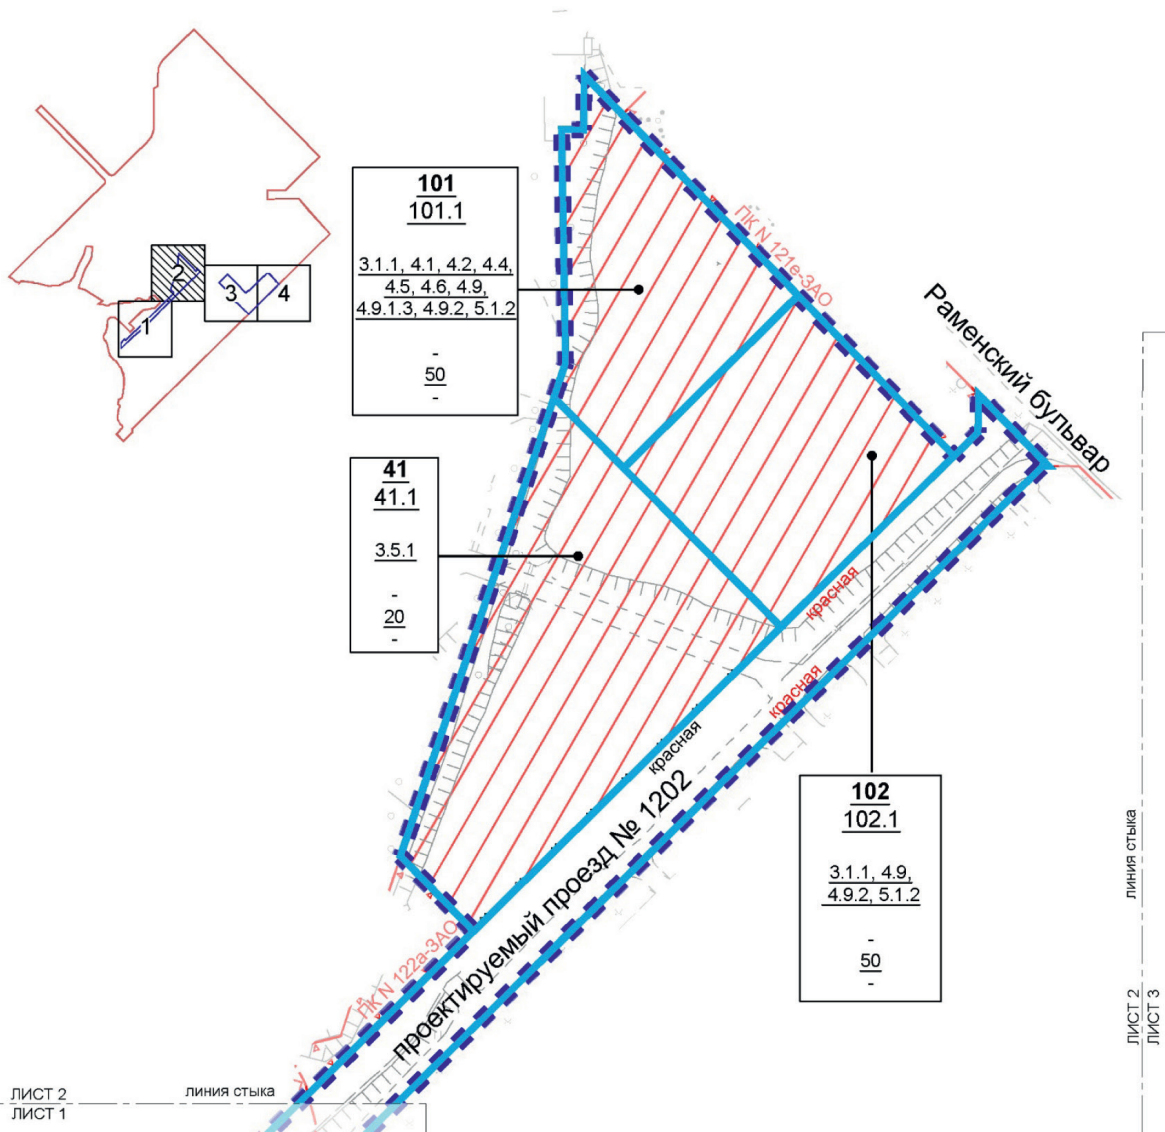 101
101.1
3.1.1, 4.1, 4.2, 4.4,
4.5, 4.6, 4.9,
4.9.1.3, 4.9.2, 5.1.2
-
50
-
ПК N 121е-ЗАО
Раменский бульвар
2
3
4
1
41
41.1
3.5.1
-
20
-
красная
красная
красная
проектируемый проезд № 1202
102
102.1
3.1.1, 4.9,
4.9.2, 5.1.2
-
50
-
ПК N 122а-ЗАО
линия стыка
ЛИСТ 2
ЛИСТ 3
ЛИСТ 2
линия стыка
ЛИСТ 1